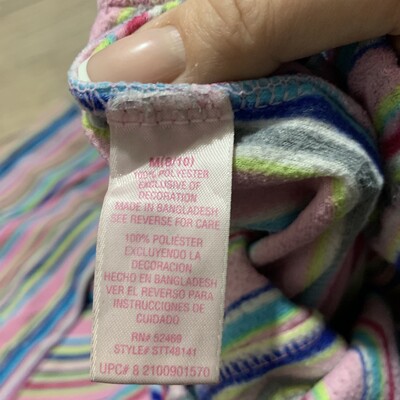 M(8/10)
100% POLYESTER
EXCLUSIVE OF
DECORATION
MADE IN BANGLADESH
SEE REVERSE FOR CARE
100% POLIÉSTER
EXCLUYENDO LA
DECORACION
HECHO EN BANGLADESH
VER EL REVERSO PARA
INSTRUCCIONES DE
CUIDADO
RN# 52469
STYLE# STT48141
UPC# 8 2100901570